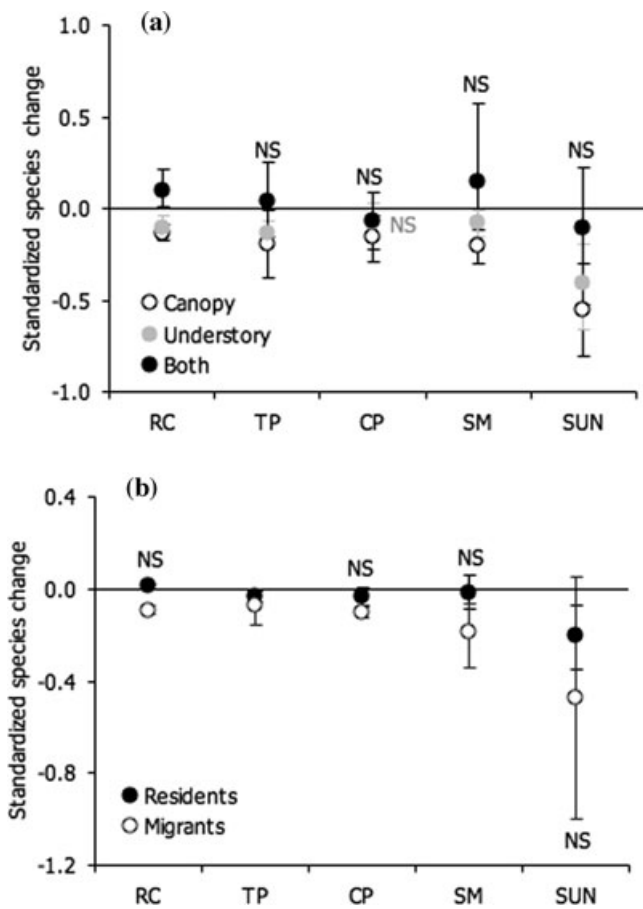 (a)
1.0
0.5
0.0
-0.5
-1.0
Standardized species change
NS
NS
NS
NS
NS
Canopy
Understory
Both
RC TP CP SM SUN
(b)
0.4
0.0
-0.4
-0.8
-1.2
Standardized species change
NS
NS
NS
NS
Residents
Migrants
RC TP CP SM SUN